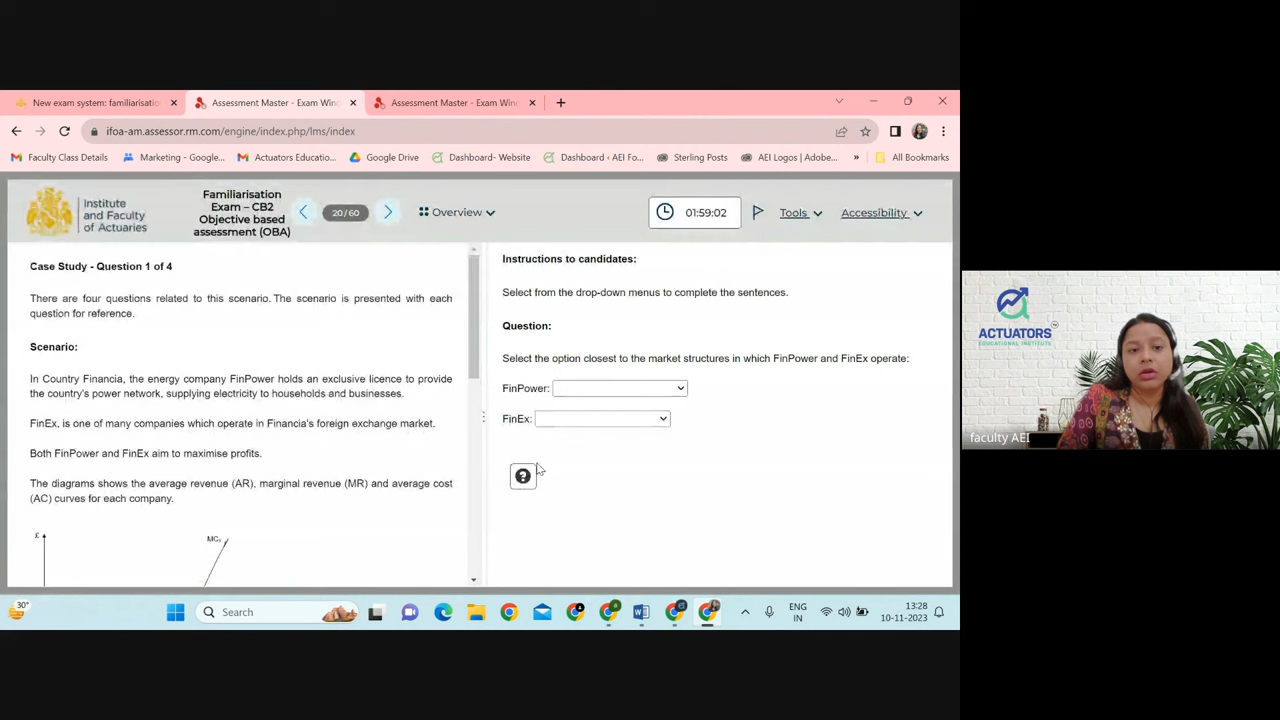 New exam system: familiarisatio
Assessment Master - Exam Win
Assessment Master - Exam Win
ifoa-am.assessor.rm.com/engine/index.php/lms/index
Faculty Class Details
Marketing - Google...
Actuators Educatio...
Google Drive
Dashboard- Website
Dashboard ‹ AEI Fo...
Sterling Posts
AEI Logos | Adobe...
»
All Bookmarks
Institute
and Faculty
of Actuaries
Familiarisation
Exam – CB2
Objective based
assessment (OBA)
20/60
Overview
01:59:02
Tools
Accessibility
Case Study - Question 1 of 4
There are four questions related to this scenario. The scenario is presented with each
question for reference.
Scenario:
In Country Financia, the energy company FinPower holds an exclusive licence to provide
the country's power network, supplying electricity to households and businesses.
FinEx, is one of many companies which operate in Financia's foreign exchange market.
Both FinPower and FinEx aim to maximise profits.
The diagrams shows the average revenue (AR), marginal revenue (MR) and average cost
(AC) curves for each company.
£
MC₁
Instructions to candidates:
Select from the drop-down menus to complete the sentences.
Question:
Select the option closest to the market structures in which FinPower and FinEx operate:
FinPower:
FinEx:
?
ACTUATORS
EDUCATIONAL INSTITUTE
faculty AEI
30°
Search
ENG
IN
13:28
10-11-2023